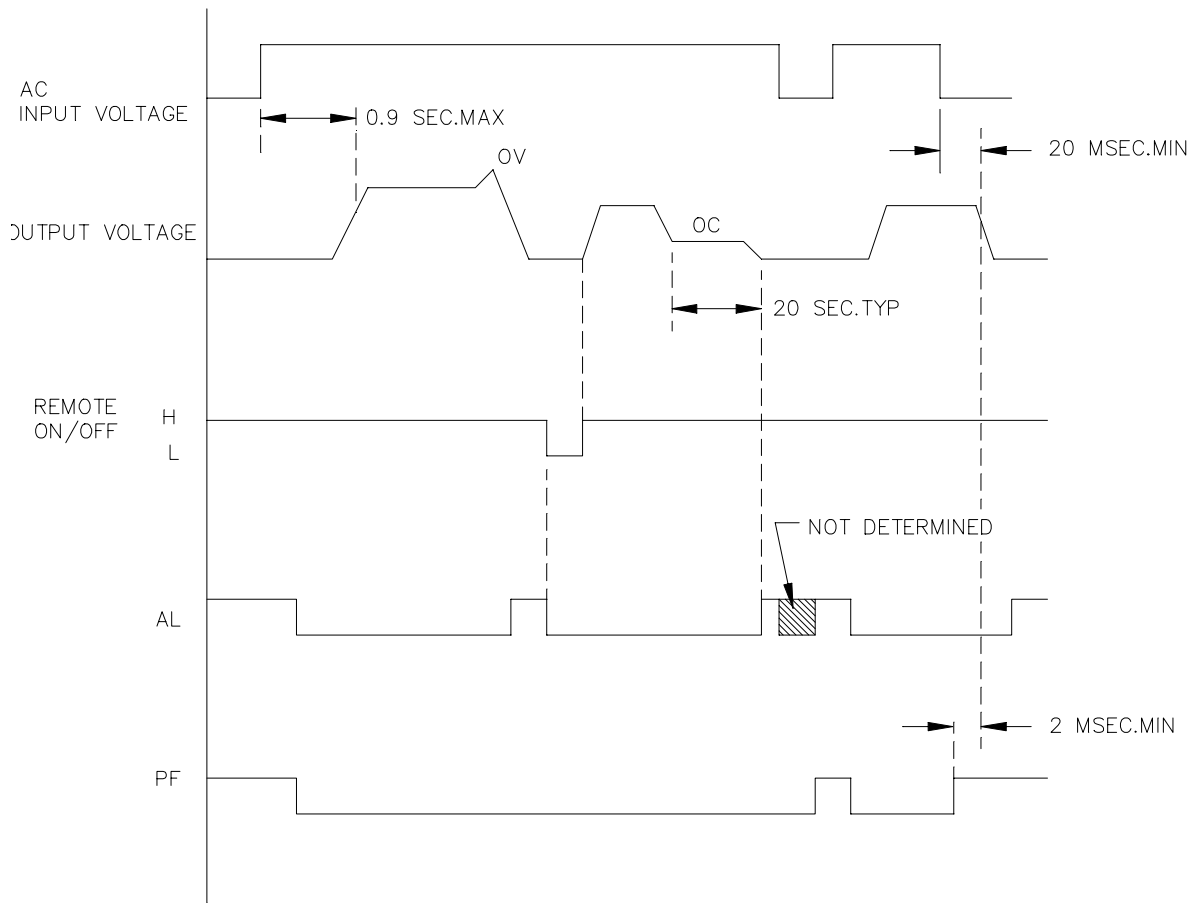 AC
INPUT VOLTAGE
0.9 SEC.MAX
20 MSEC.MIN
OV
OUTPUT VOLTAGE
OC
20 SEC.TYP
REMOTE
ON/OFF
H
L
NOT DETERMINED
AL
2 MSEC.MIN
PF